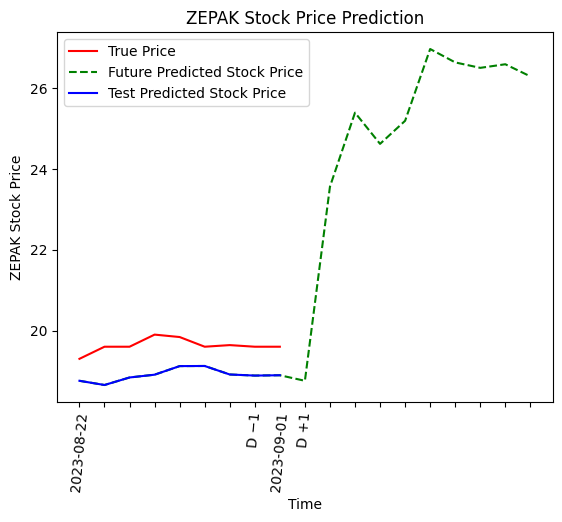 ZEPAK Stock Price Prediction
True Price
Future Predicted Stock Price
Test Predicted Stock Price
ZEPAK Stock Price
26
24
22
20
2023-08-22
D −1
2023-09-01
D +1
Time